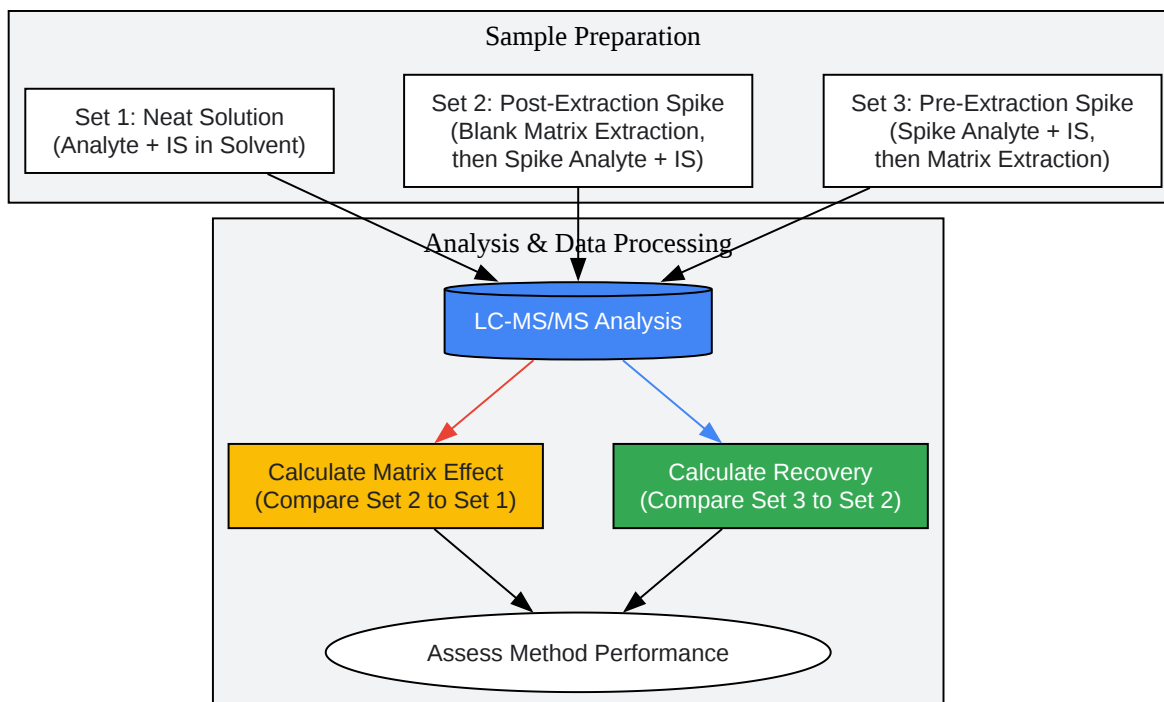 Sample Preparation
Set 1: Neat Solution
(Analyte + IS in Solvent)
Set 2: Post-Extraction Spike
(Blank Matrix Extraction,
then Spike Analyte + IS)
Set 3: Pre-Extraction Spike
(Spike Analyte + IS,
then Matrix Extraction)
Analysis & Data Processing
LC-MS/MS Analysis
Calculate Matrix Effect
(Compare Set 2 to Set 1)
Calculate Recovery
(Compare Set 3 to Set 2)
Assess Method Performance